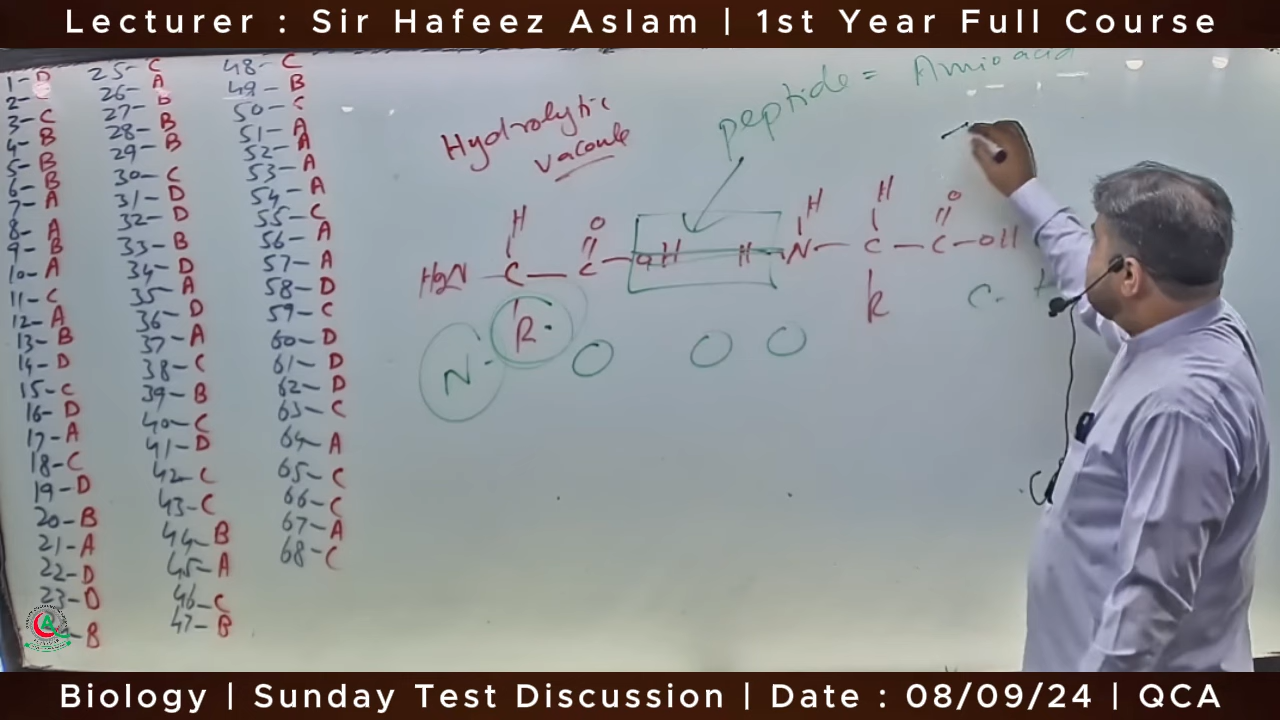 Lecturer : Sir Hafeez Aslam | 1st Year Full Course
1-D
3-C
4-B
5-B
6-B
7-A
8-A
9-B
10-A
11-C
12-A
13-B
14-D
15-C
16-D
17-A
18-C
19-D
20-B
21-A
22-D
23-D
-B
25-C
26-A
27-D
28-B
29-B
30-C
31-D
32-D
33-B
34-D
35-A
36-D
37-A
38-C
39-B
40-C
41-D
42-C
43-C
44-B
45-A
46-C
47-B
48-C
49-B
50-C
51-A
52-A
53-A
54-A
55-C
56-A
57-A
58-D
59-C
60-D
61-D
62-D
63-C
64-A
65-C
66-C
67-A
68-C
Hydrolytic
vacoule
peptide = Amio acid
H O H H O
H2N - C - C - OH H - N - C - C - OH
R R
N
C-
Biology | Sunday Test Discussion | Date : 08/09/24 | QCA